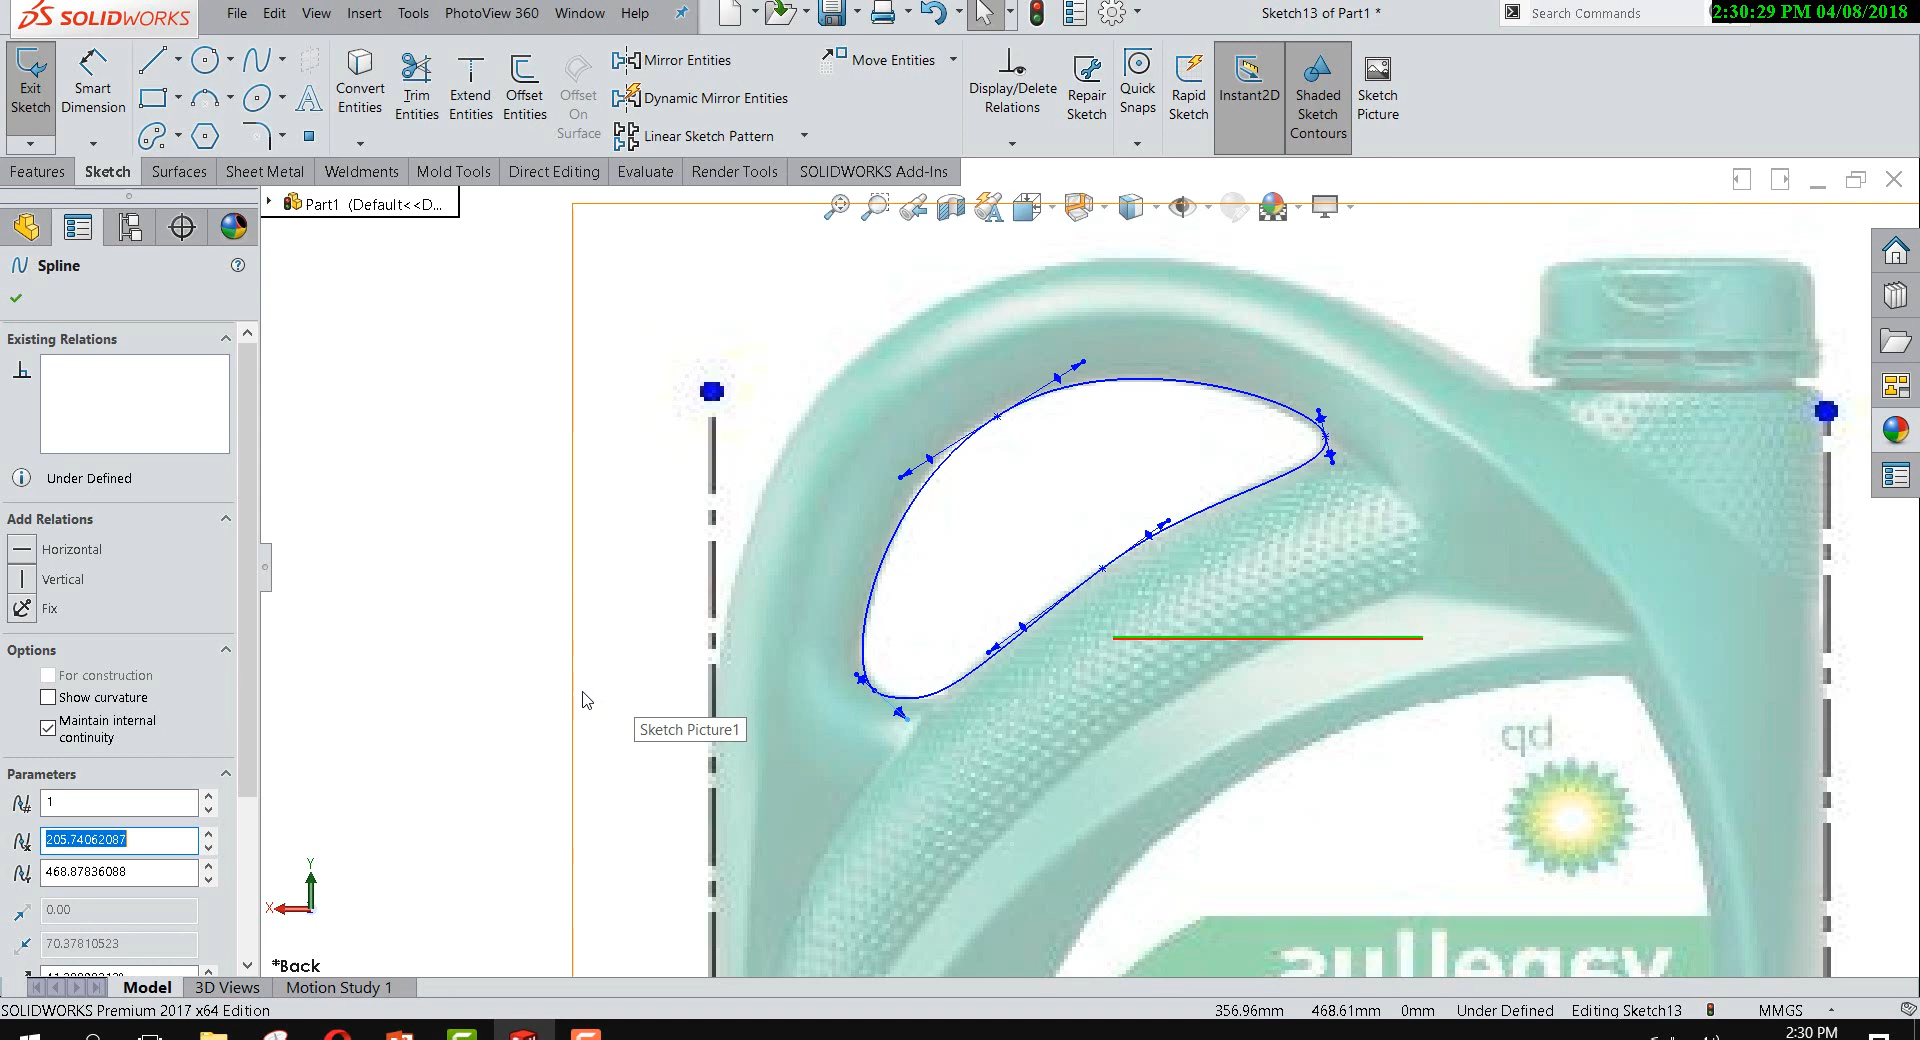 SOLIDWORKS
File Edit View Insert Tools PhotoView 360 Window Help
Sketch13 of Part1 *
Search Commands
2:30:29 PM 04/08/2018
Exit Sketch
Smart Dimension
Convert Entities
Trim Entities
Extend Entities
Offset Entities
Offset On Surface
Mirror Entities
Dynamic Mirror Entities
Linear Sketch Pattern
Move Entities
Display/Delete Relations
Repair Sketch
Quick Snaps
Rapid Sketch
Instant2D
Shaded Sketch Contours
Sketch Picture
Features Sketch Surfaces Sheet Metal Weldments Mold Tools Direct Editing Evaluate Render Tools SOLIDWORKS Add-Ins
Part1 (Default<<D...
Spline
Existing Relations
Under Defined
Add Relations
Horizontal
Vertical
Fix
Options
For construction
Show curvature
Maintain internal
continuity
Parameters
1
205.74062087
468.87836088
0.00
70.37810523
Sketch Picture1
Y
X
*Back
Model 3D Views Motion Study 1
SOLIDWORKS Premium 2017 x64 Edition
356.96mm 468.61mm 0mm Under Defined Editing Sketch13 MMGS
2:30 PM